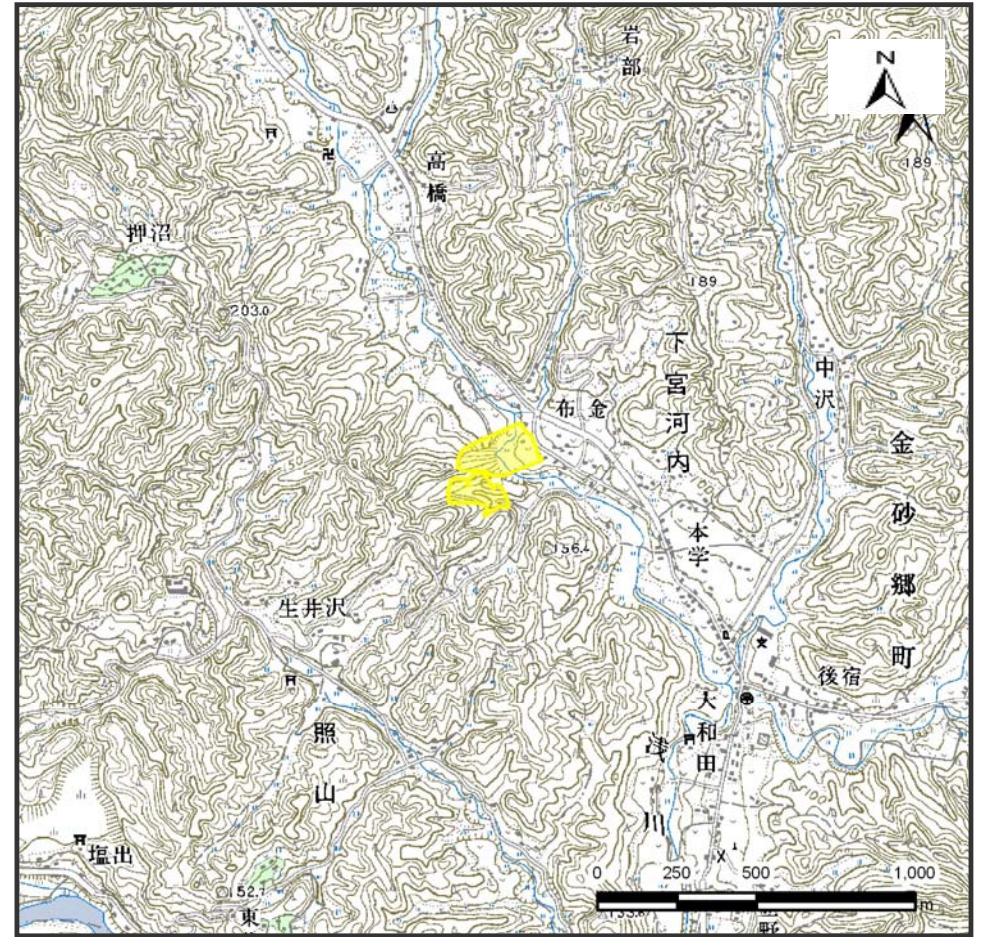 岩部
N
189
高橋
押沼
203.0
189
下宮河内
中沢
布金
金砂郷町
本学
156.4
生井沢
後宿
大和田
浅川
照山
塩出
152.7
東
0 250 500 1,000
m